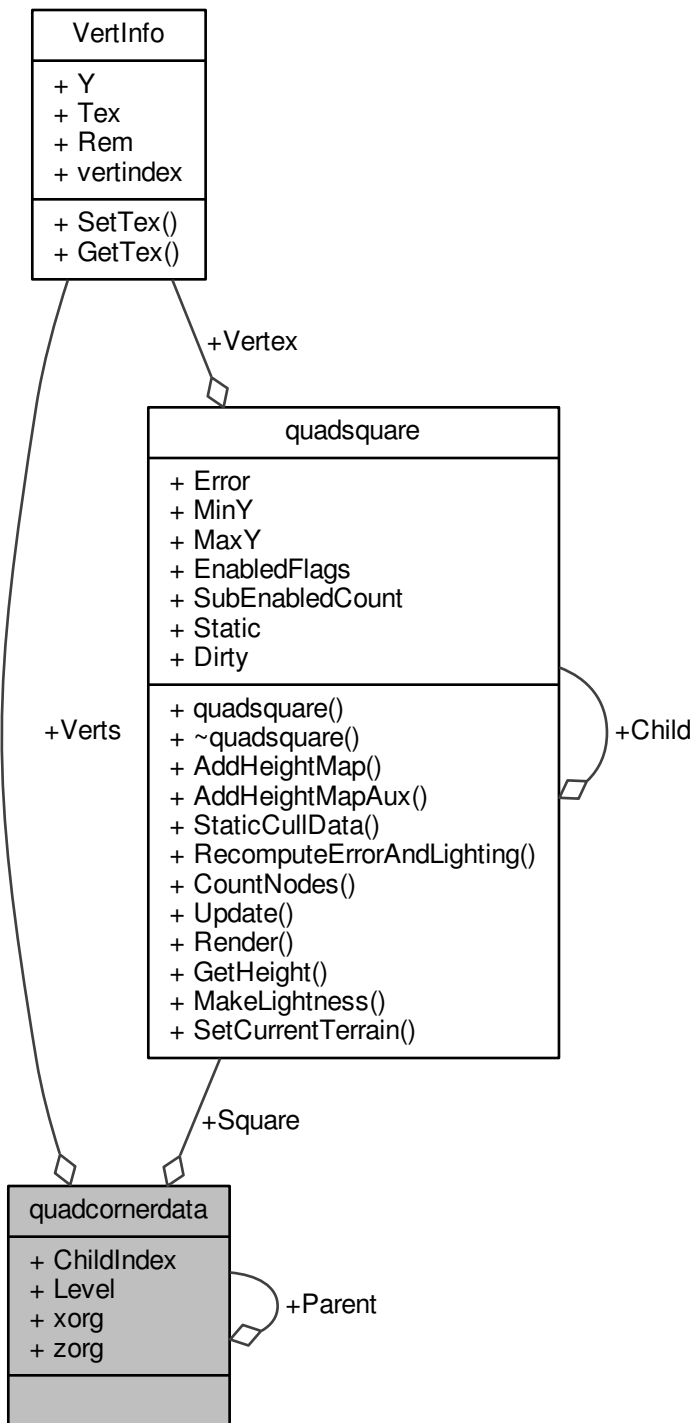 VertInfo
+ Y
+ Tex
+ Rem
+ vertindex
+ SetTex()
+ GetTex()
+Vertex
quadsquare
+ Error
+ MinY
+ MaxY
+ EnabledFlags
+ SubEnabledCount
+ Static
+ Dirty
+ quadsquare()
+ ~quadsquare()
+ AddHeightMap()
+ AddHeightMapAux()
+ StaticCullData()
+ RecomputeErrorAndLighting()
+ CountNodes()
+ Update()
+ Render()
+ GetHeight()
+ MakeLightness()
+ SetCurrentTerrain()
+Verts
+Child
+Square
quadcornerdata
+ ChildIndex
+ Level
+ xorg
+ zorg
+Parent